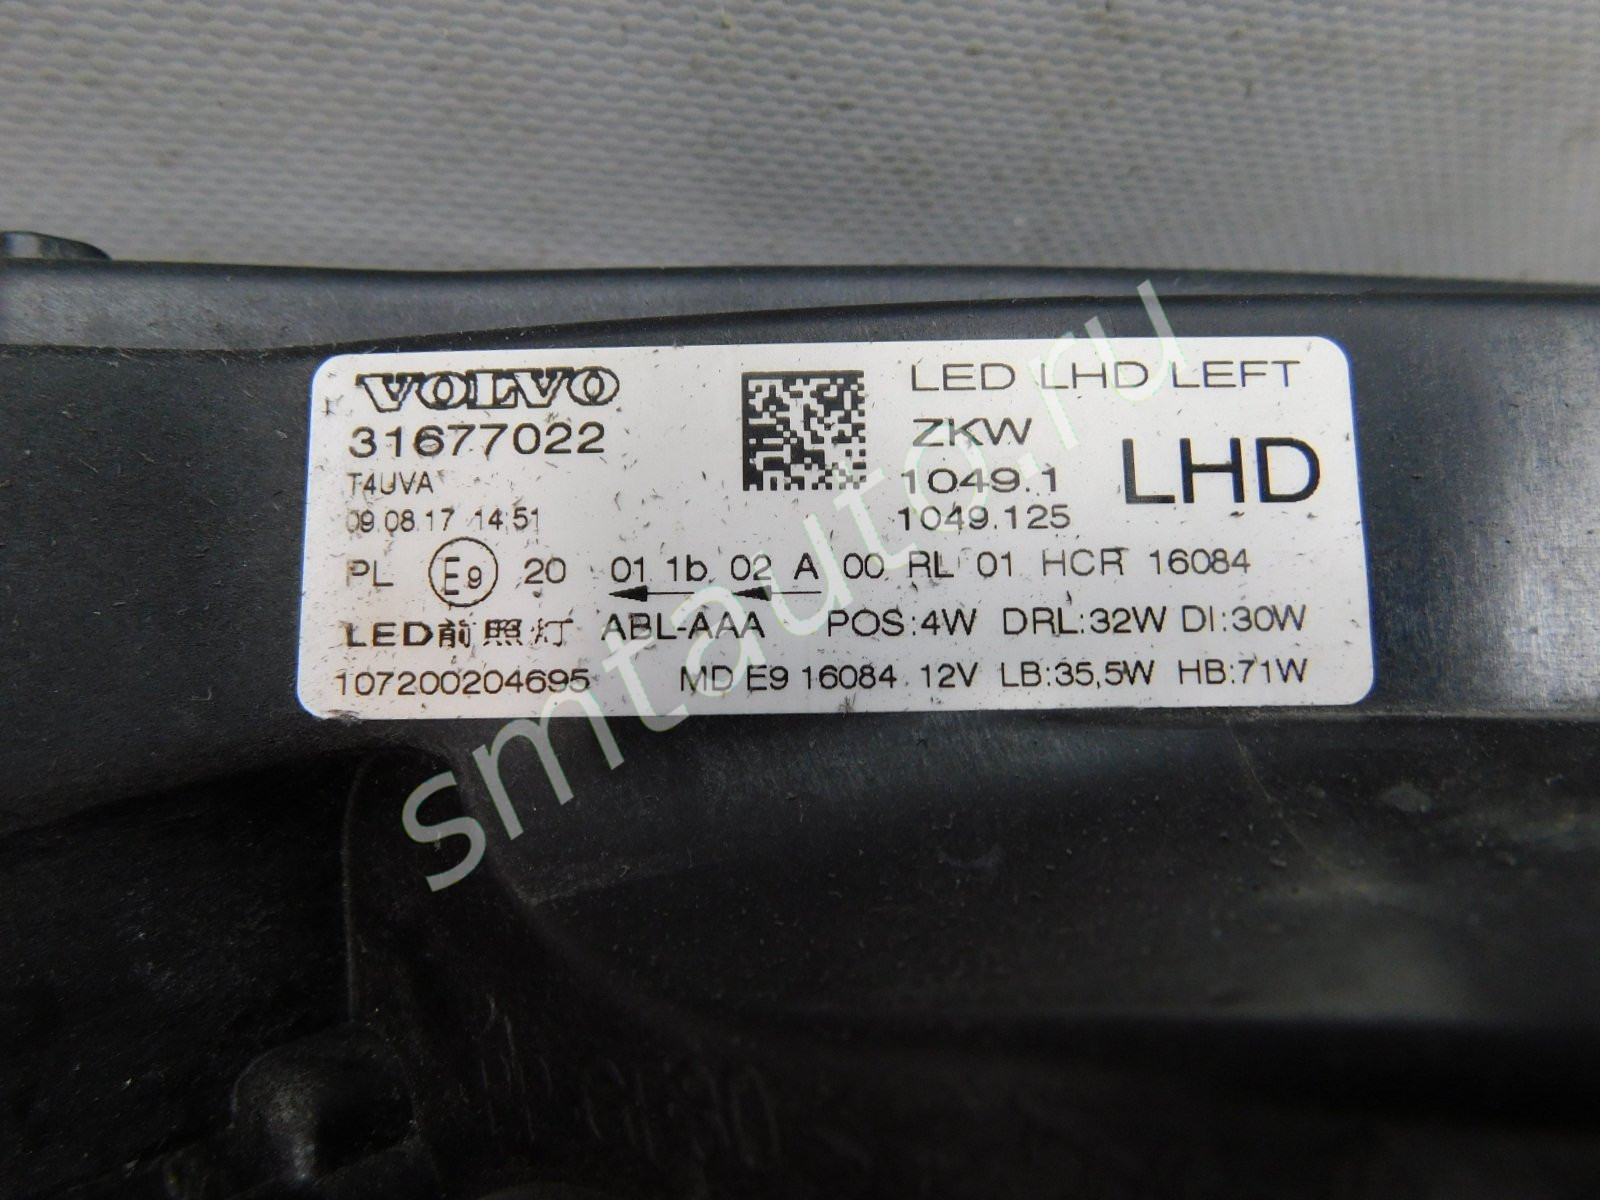 VOLVO
31677022
T4UVA
09.08.17 14:51
LED LHD LEFT
ZKW
1049.1
1049.125
LHD
PL E9 20 01 1b 02 A 00 RL 01 HCR 16084
LED前照灯 ABL-AAA POS:4W DRL:32W DI:30W
107200204695 MD E9 16084 12V LB:35,5W HB:71W
smtauto.ru